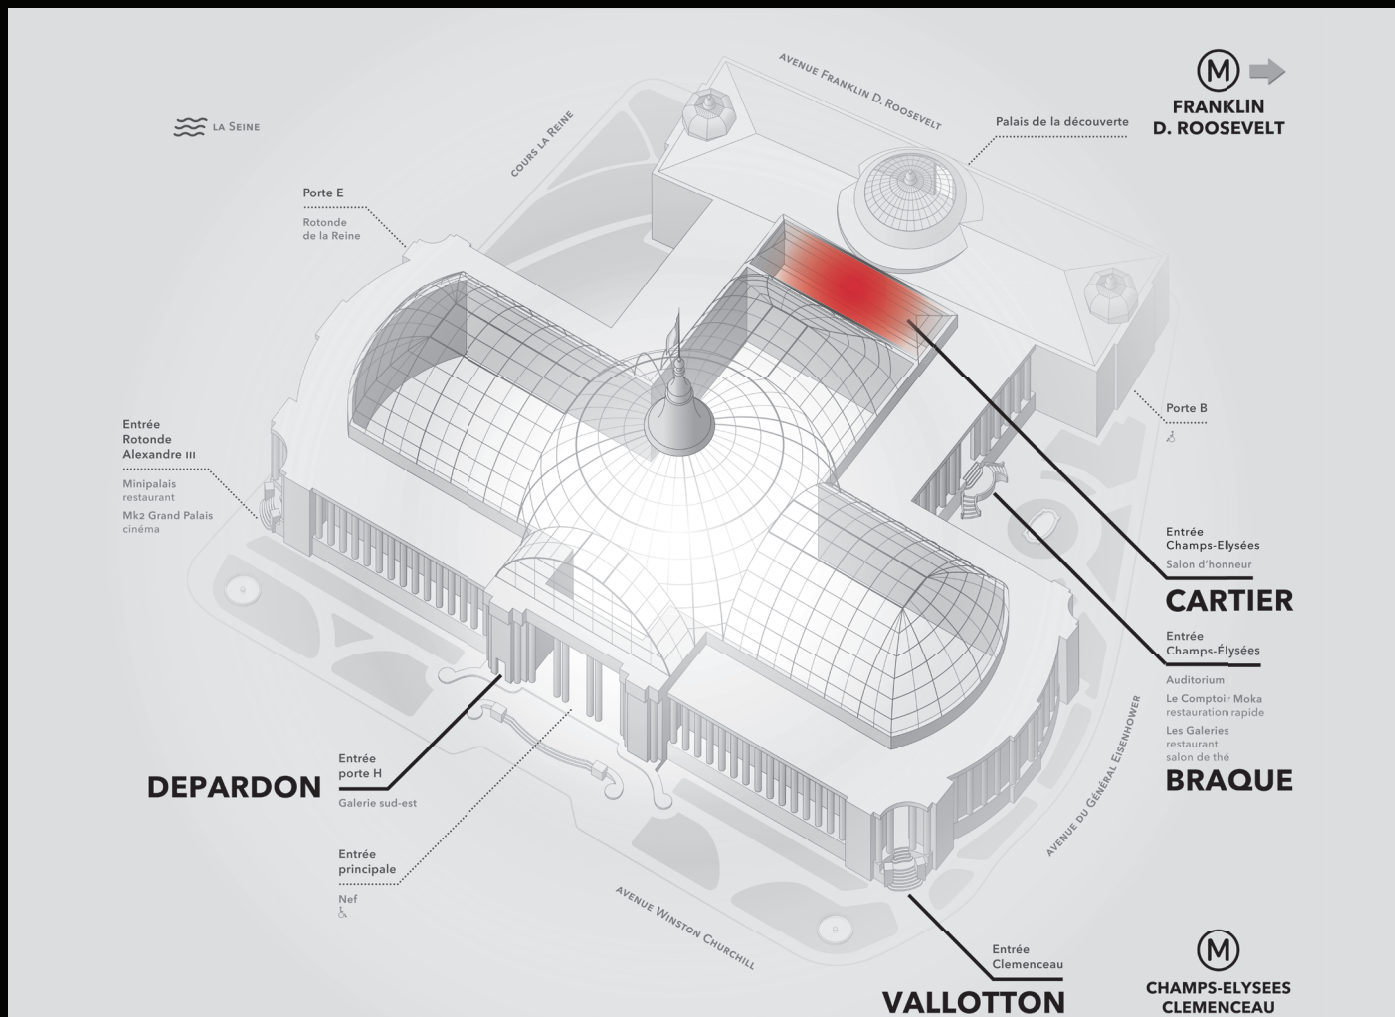 AVENUE FRANKLIN D. ROOSEVELT
M
FRANKLIN
D. ROOSEVELT
Palais de la découverte
LA SEINE
COURS LA REINE
Porte E
Rotonde
de la Reine
Porte B
Entrée
Rotonde
Alexandre III
Minipalais
restaurant
Mk2 Grand Palais
cinéma
Entrée
Champs-Elysées
Salon d'honneur
CARTIER
Entrée
Champs-Élysées
Auditorium
Le Comptoir Moka
restauration rapide
Les Galeries
restaurant
salon de thé
BRAQUE
AVENUE DU GÉNÉRAL EISENHOWER
Entrée
porte H
DEPARDON
Galerie sud-est
Entrée
principale
Nef
AVENUE WINSTON CHURCHILL
Entrée
Clemenceau
VALLOTTON
M
CHAMPS-ELYSEES
CLEMENCEAU